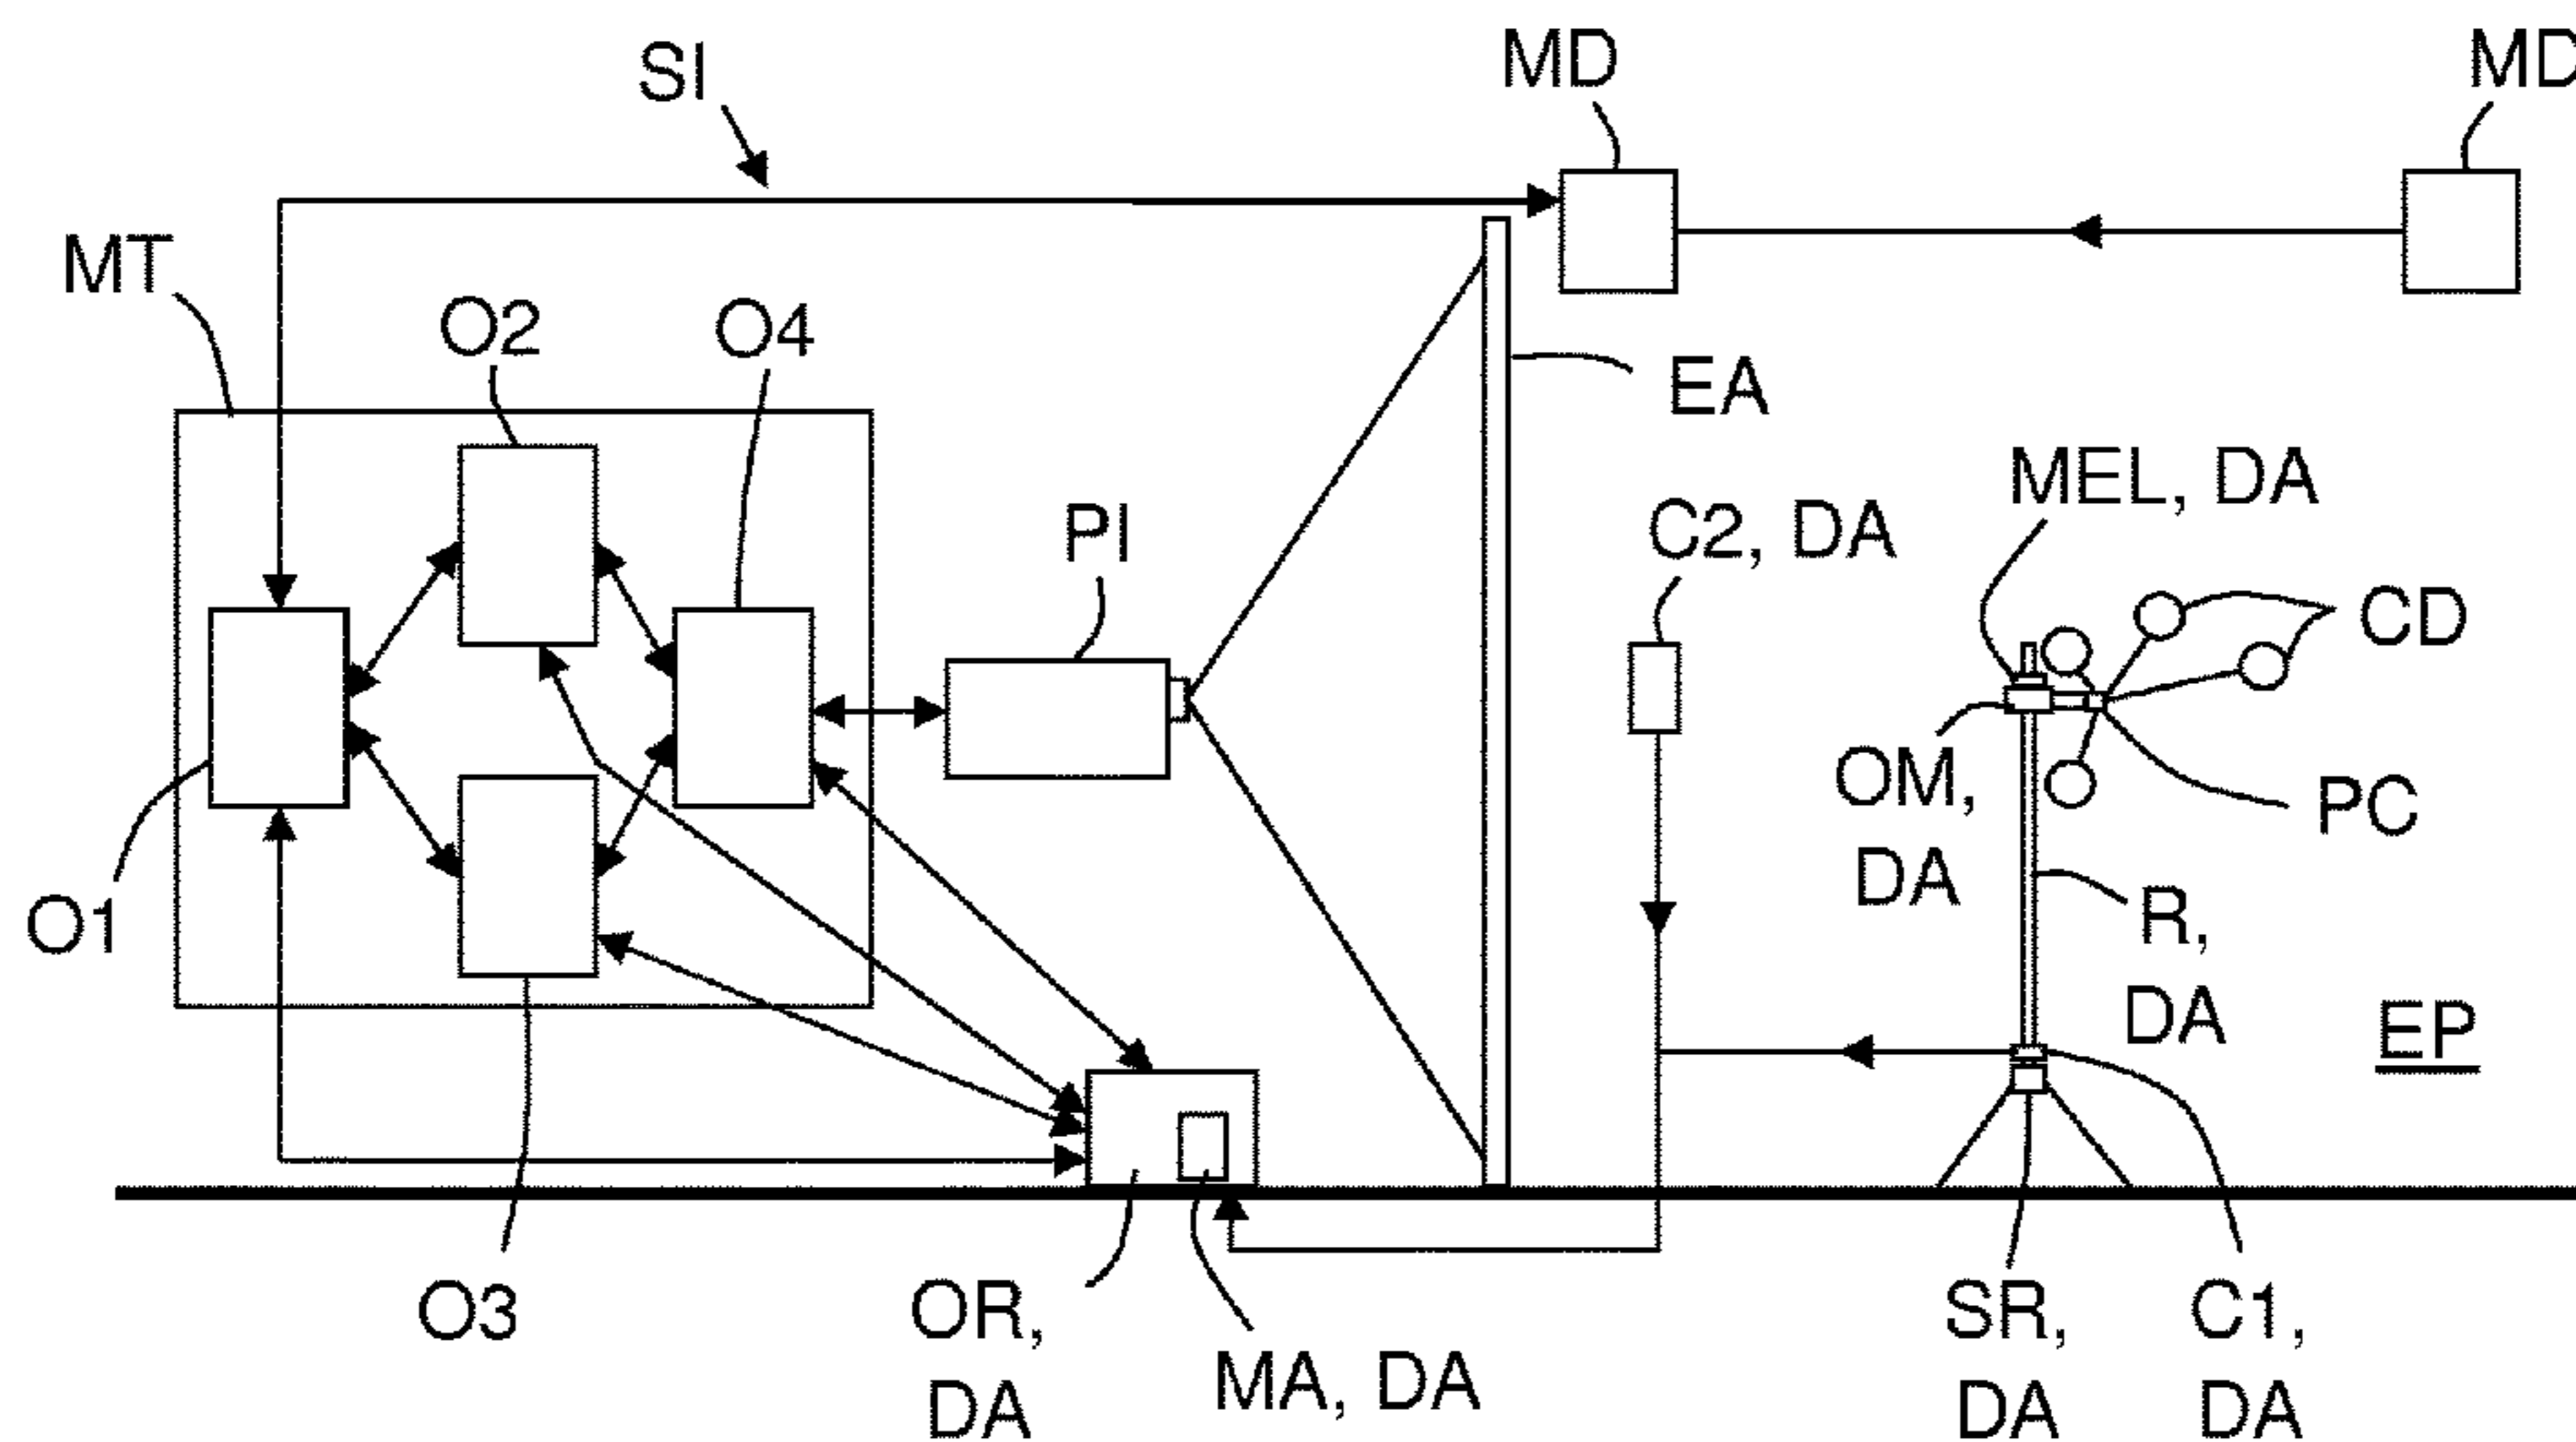 SI
MD
MD
MT
O2
O4
EA
MEL, DA
C2, DA
PI
CD
OM,
DA
PC
R,
DA
O1
EP
O3
OR,
DA
MA, DA
SR,
DA
C1,
DA